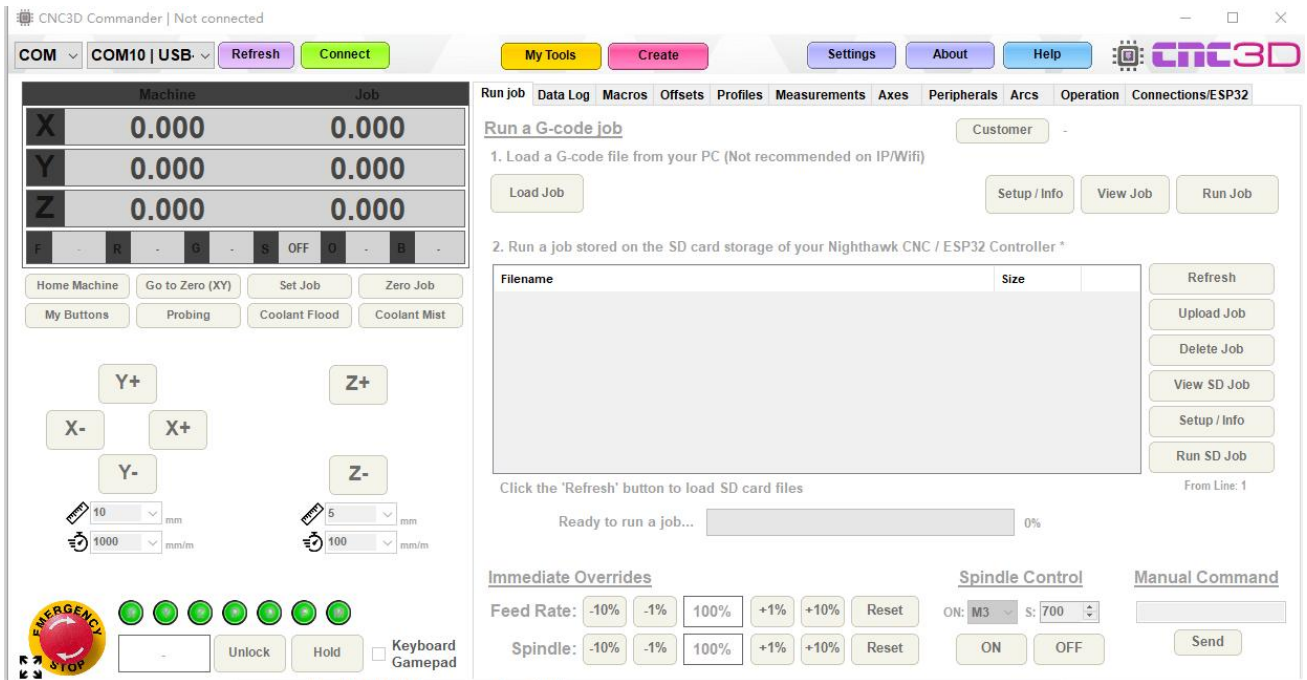 CNC3D Commander | Not connected
COM COM10 | USB- Refresh Connect My Tools Create Settings About Help CNC3D
Machine Job
X 0.000 0.000
Y 0.000 0.000
Z 0.000 0.000
F - R - G - S OFF O - B -
Home Machine Go to Zero (XY) Set Job Zero Job
My Buttons Probing Coolant Flood Coolant Mist
Y+ Z+
X- X+
Y- Z-
10 mm 5 mm
1000 mm/m 100 mm/m
EMERGENCY
STOP
- Unlock Hold Keyboard
Gamepad
Run job Data Log Macros Offsets Profiles Measurements Axes Peripherals Arcs Operation Connections/ESP32
Run a G-code job Customer -
1. Load a G-code file from your PC (Not recommended on IP/Wifi)
Load Job Setup / Info View Job Run Job
2. Run a job stored on the SD card storage of your Nighthawk CNC / ESP32 Controller *
Filename Size
Refresh
Upload Job
Delete Job
View SD Job
Setup / Info
Run SD Job
Click the 'Refresh' button to load SD card files From Line: 1
Ready to run a job... 0%
Immediate Overrides Spindle Control Manual Command
Feed Rate: -10% -1% 100% +1% +10% Reset ON: M3 S: 700
Spindle: -10% -1% 100% +1% +10% Reset ON OFF Send